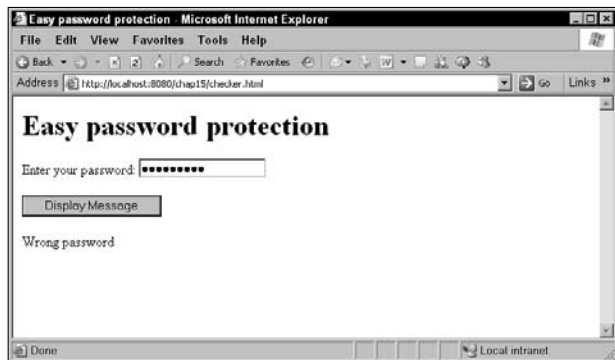 Easy password protection - Microsoft Internet Explorer
File Edit View Favorites Tools Help
Back Search Favorites
Address http://localhost:8080/chap15/checker.html Go Links »
Easy password protection
Enter your password: •••••••••
Display Message
Wrong password
Done Local intranet